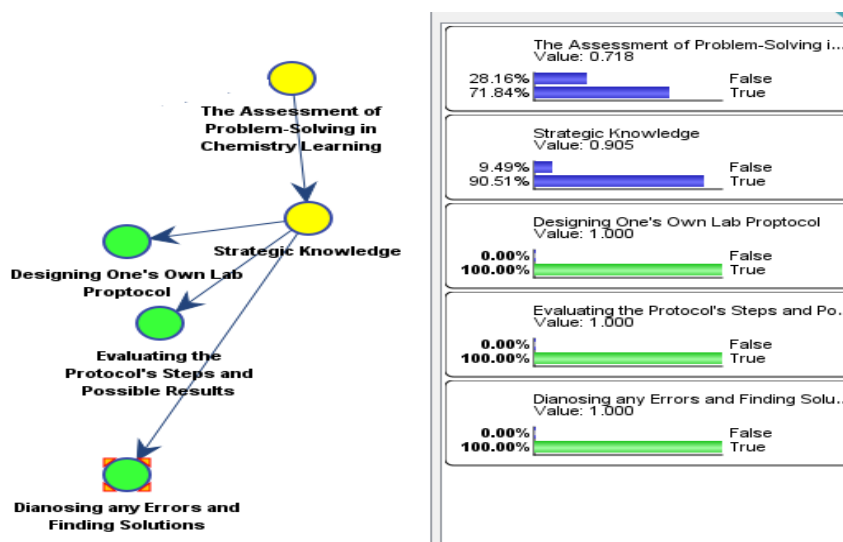 The Assessment of
Problem-Solving in
Chemistry Learning
Strategic Knowledge
Designing One's Own Lab
Proptocol
Evaluating the
Protocol's Steps and
Possible Results
Dianosing any Errors and
Finding Solutions
The Assessment of Problem-Solving i...
Value: 0.718
28.16% False
71.84% True
Strategic Knowledge
Value: 0.905
9.49% False
90.51% True
Designing One's Own Lab Proptocol
Value: 1.000
0.00% False
100.00% True
Evaluating the Protocol's Steps and Po...
Value: 1.000
0.00% False
100.00% True
Dianosing any Errors and Finding Solu...
Value: 1.000
0.00% False
100.00% True